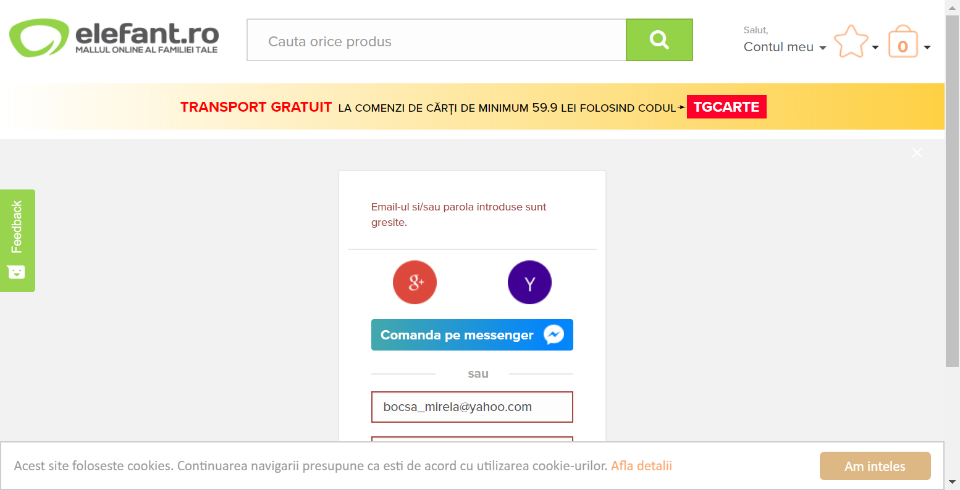 elefant.ro
MALLUL ONLINE AL FAMILIEI TALE
Cauta orice produs
Salut,
Contul meu
0
TRANSPORT GRATUIT LA COMENZI DE CĂRȚI DE MINIMUM 59.9 LEI FOLOSIND CODUL TGCARTE
Feedback
Email-ul si/sau parola introduse sunt
gresite.
g+ Y
Comanda pe messenger
sau
bocsa_mirela@yahoo.com
Acest site foloseste cookies. Continuarea navigarii presupune ca esti de acord cu utilizarea cookie-urilor. Afla detalii
Am inteles